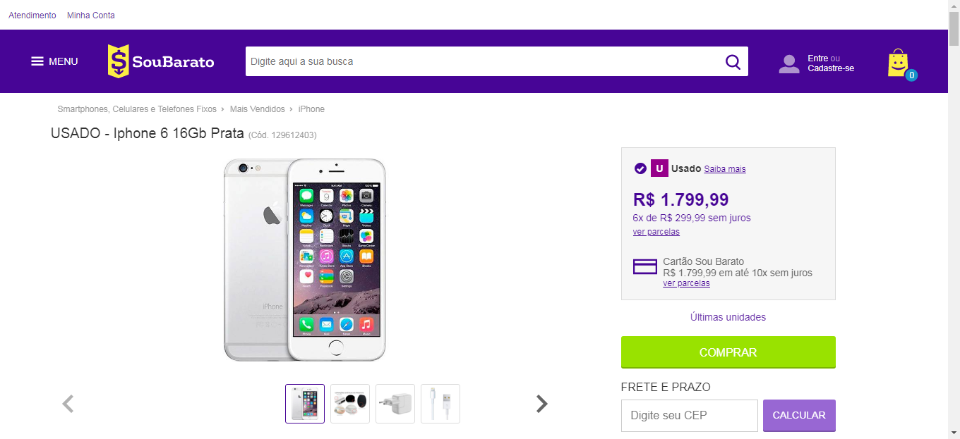 Atendimento Minha Conta
MENU
SouBarato
Digite aqui a sua busca
Entre ou
Cadastre-se
0
Smartphones, Celulares e Telefones Fixos › Mais Vendidos › iPhone
USADO - Iphone 6 16Gb Prata (Cód. 129612403)
U Usado Saiba mais
R$ 1.799,99
6x de R$ 299,99 sem juros
ver parcelas
Cartão Sou Barato
R$ 1.799,99 em até 10x sem juros
ver parcelas
Últimas unidades
COMPRAR
FRETE E PRAZO
Digite seu CEP CALCULAR
iPhone